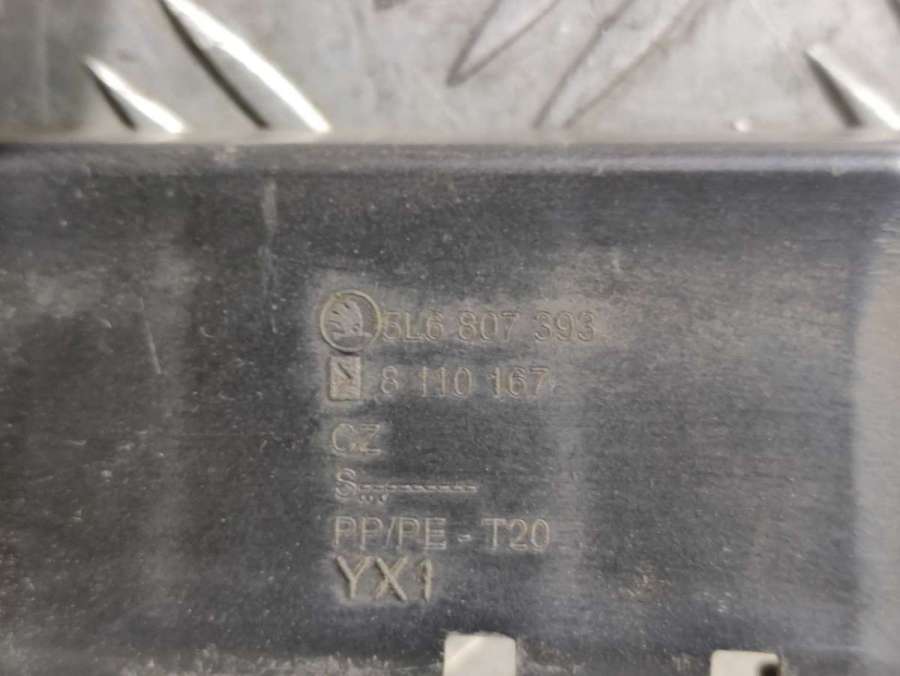 5L6 807 393
8 110 167
CZ
S
PP/PE - T20
YX1